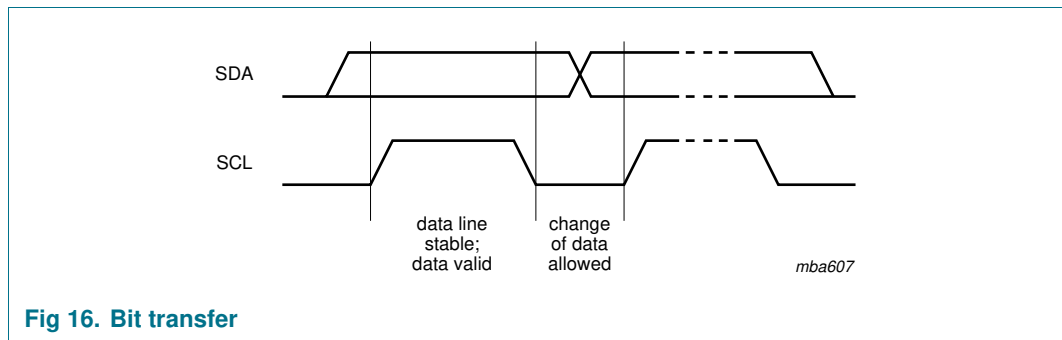 SDA
SCL
data line
stable;
data valid
change
of data
allowed
mba607
Fig 16. Bit transfer